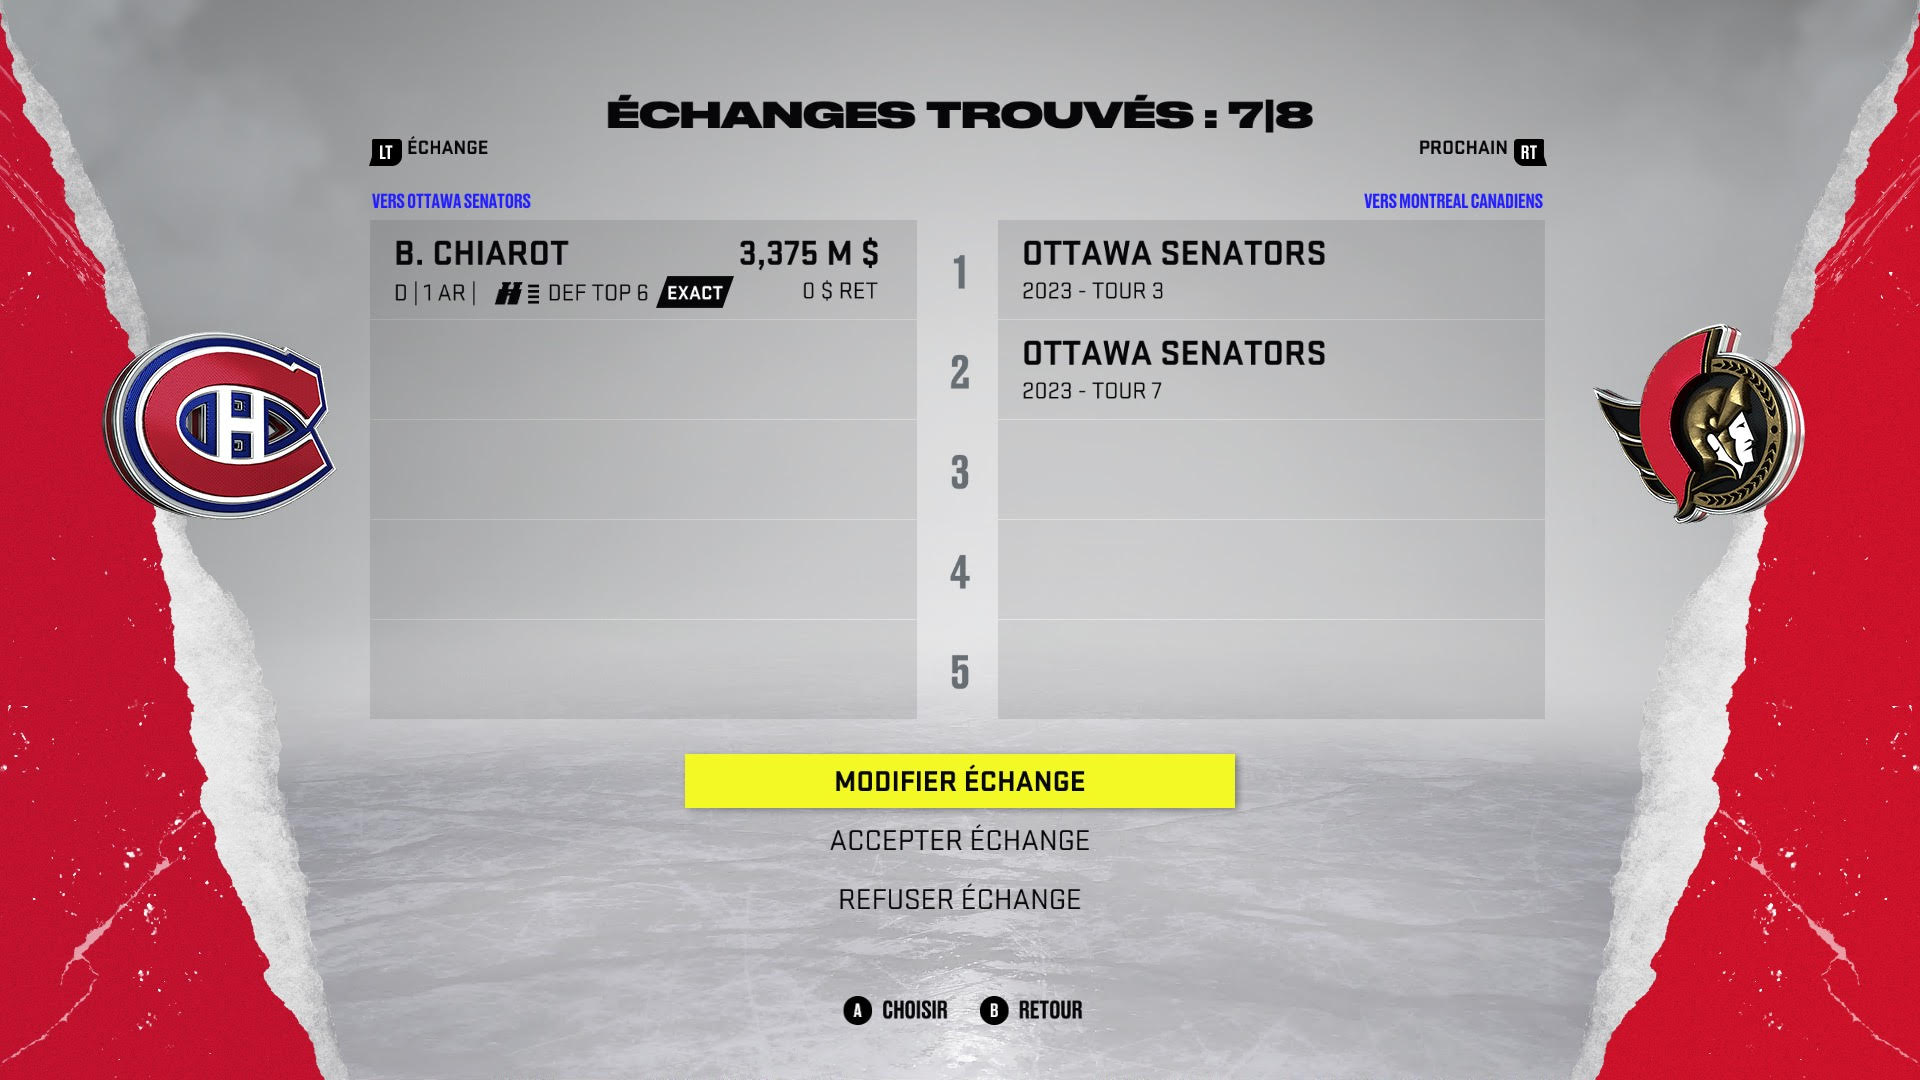 ÉCHANGES TROUVÉS : 7|8
LT ÉCHANGE
PROCHAIN RT
VERS OTTAWA SENATORS
VERS MONTREAL CANADIENS
B. CHIAROT 3,375 M $
D | 1 AR | DEF TOP 6 EXACT 0 $ RET
1
OTTAWA SENATORS
2023 - TOUR 3
2
OTTAWA SENATORS
2023 - TOUR 7
3
4
5
MODIFIER ÉCHANGE
ACCEPTER ÉCHANGE
REFUSER ÉCHANGE
A CHOISIR B RETOUR